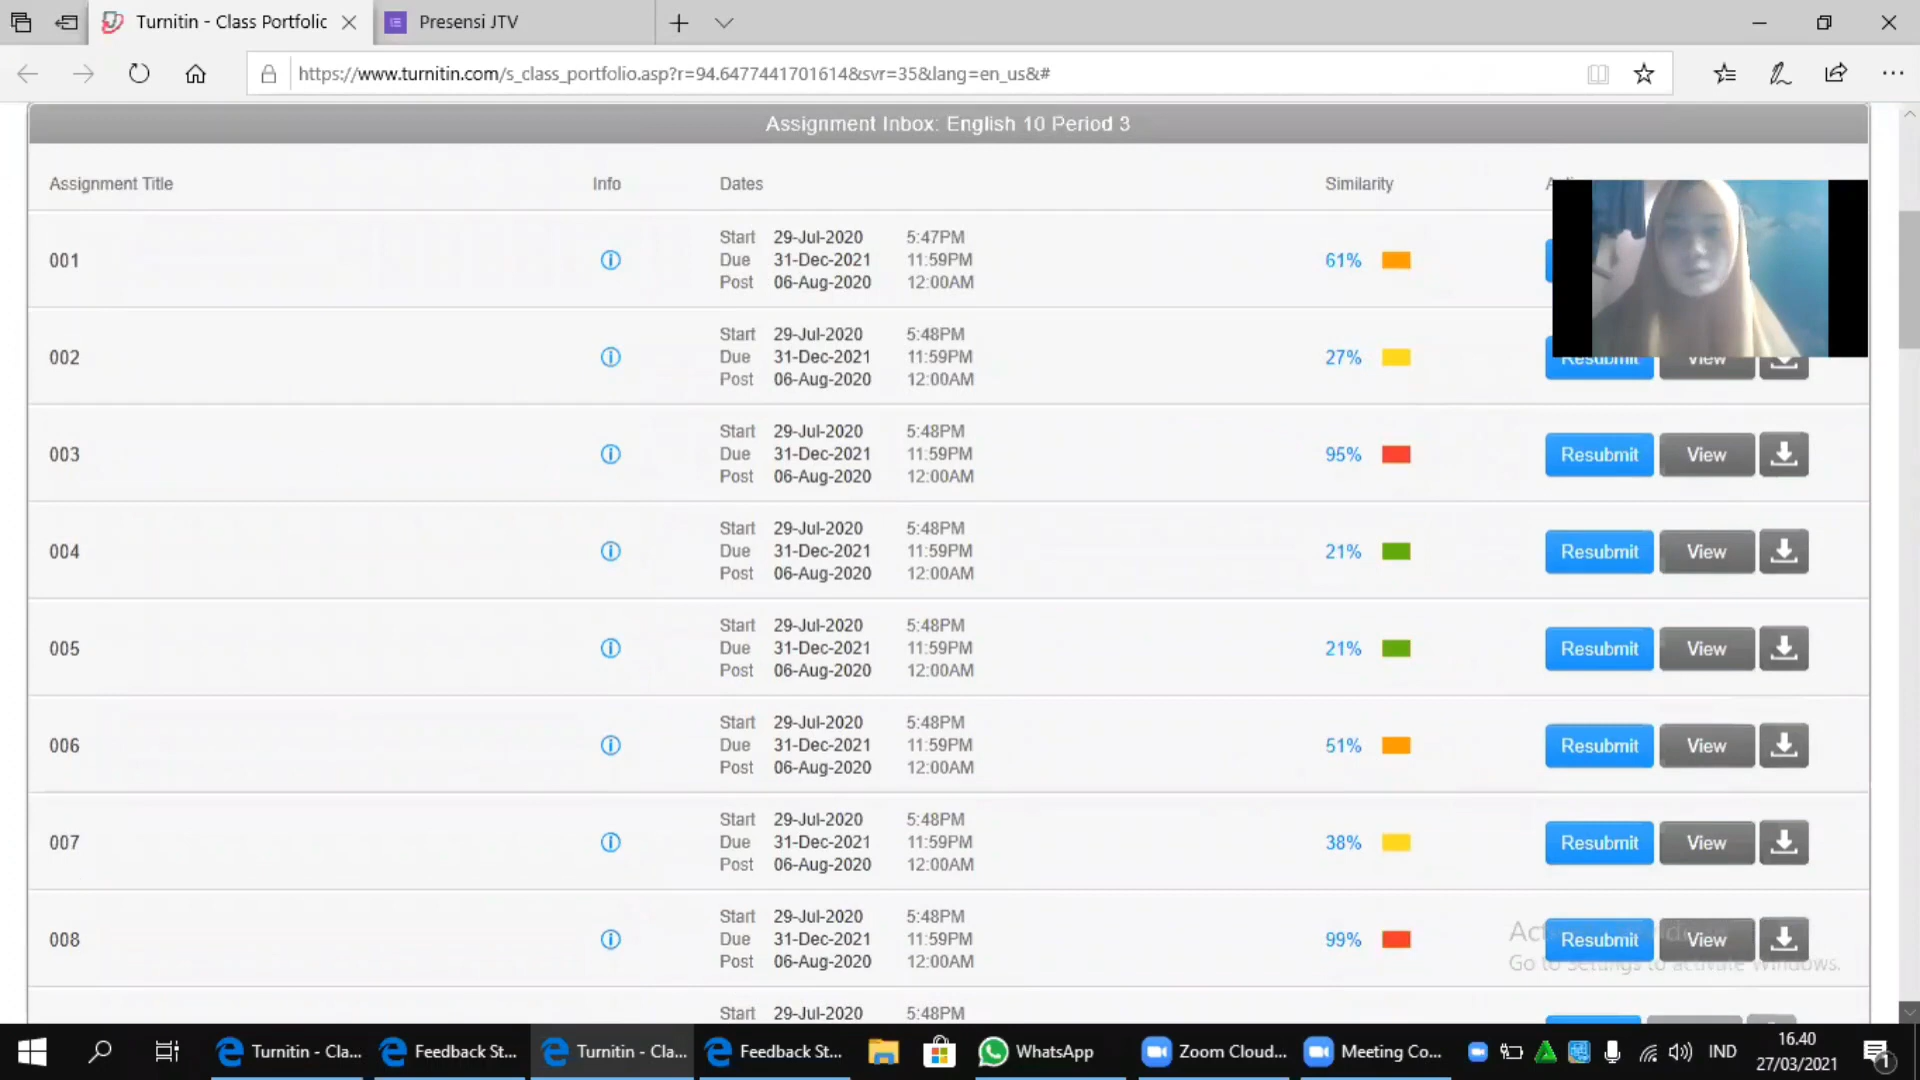 Turnitin - Class Portfolic
Presensi JTV
https://www.turnitin.com/s_class_portfolio.asp?r=94.6477441701614&svr=35&lang=en_us&#
Assignment Inbox: English 10 Period 3
Assignment Title Info Dates Similarity
Start 29-Jul-2020 5:47PM
001 Due 31-Dec-2021 11:59PM 61%
Post 06-Aug-2020 12:00AM
Start 29-Jul-2020 5:48PM
002 Due 31-Dec-2021 11:59PM 27% Resubmit View
Post 06-Aug-2020 12:00AM
Start 29-Jul-2020 5:48PM
003 Due 31-Dec-2021 11:59PM 95% Resubmit View
Post 06-Aug-2020 12:00AM
Start 29-Jul-2020 5:48PM
004 Due 31-Dec-2021 11:59PM 21% Resubmit View
Post 06-Aug-2020 12:00AM
Start 29-Jul-2020 5:48PM
005 Due 31-Dec-2021 11:59PM 21% Resubmit View
Post 06-Aug-2020 12:00AM
Start 29-Jul-2020 5:48PM
006 Due 31-Dec-2021 11:59PM 51% Resubmit View
Post 06-Aug-2020 12:00AM
Start 29-Jul-2020 5:48PM
007 Due 31-Dec-2021 11:59PM 38% Resubmit View
Post 06-Aug-2020 12:00AM
Start 29-Jul-2020 5:48PM
008 Due 31-Dec-2021 11:59PM 99% Resubmit View
Post 06-Aug-2020 12:00AM
Go to Settings to activate Windows.
Start 29-Jul-2020 5:48PM
Turnitin - Cla... Feedback St... Turnitin - Cla... Feedback St... WhatsApp Zoom Cloud... Meeting Co... IND
16.40
27/03/2021
1